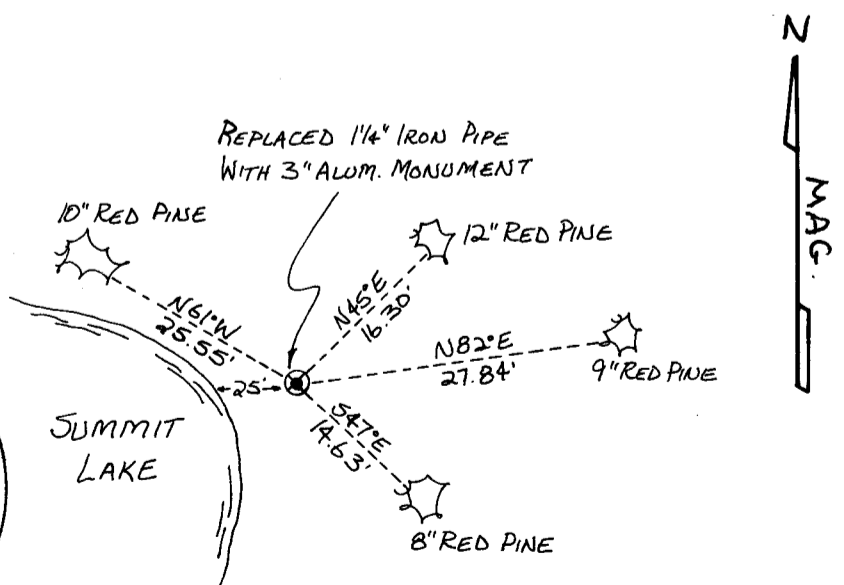 N
MAG.
REPLACED 1¼" IRON PIPE
WITH 3" ALUM. MONUMENT
10" RED PINE
12" RED PINE
N61°W
25.55'
N45°E
16.30'
N82°E
27.84'
9" RED PINE
25'
S47°E
14.63'
SUMMIT
LAKE
8" RED PINE